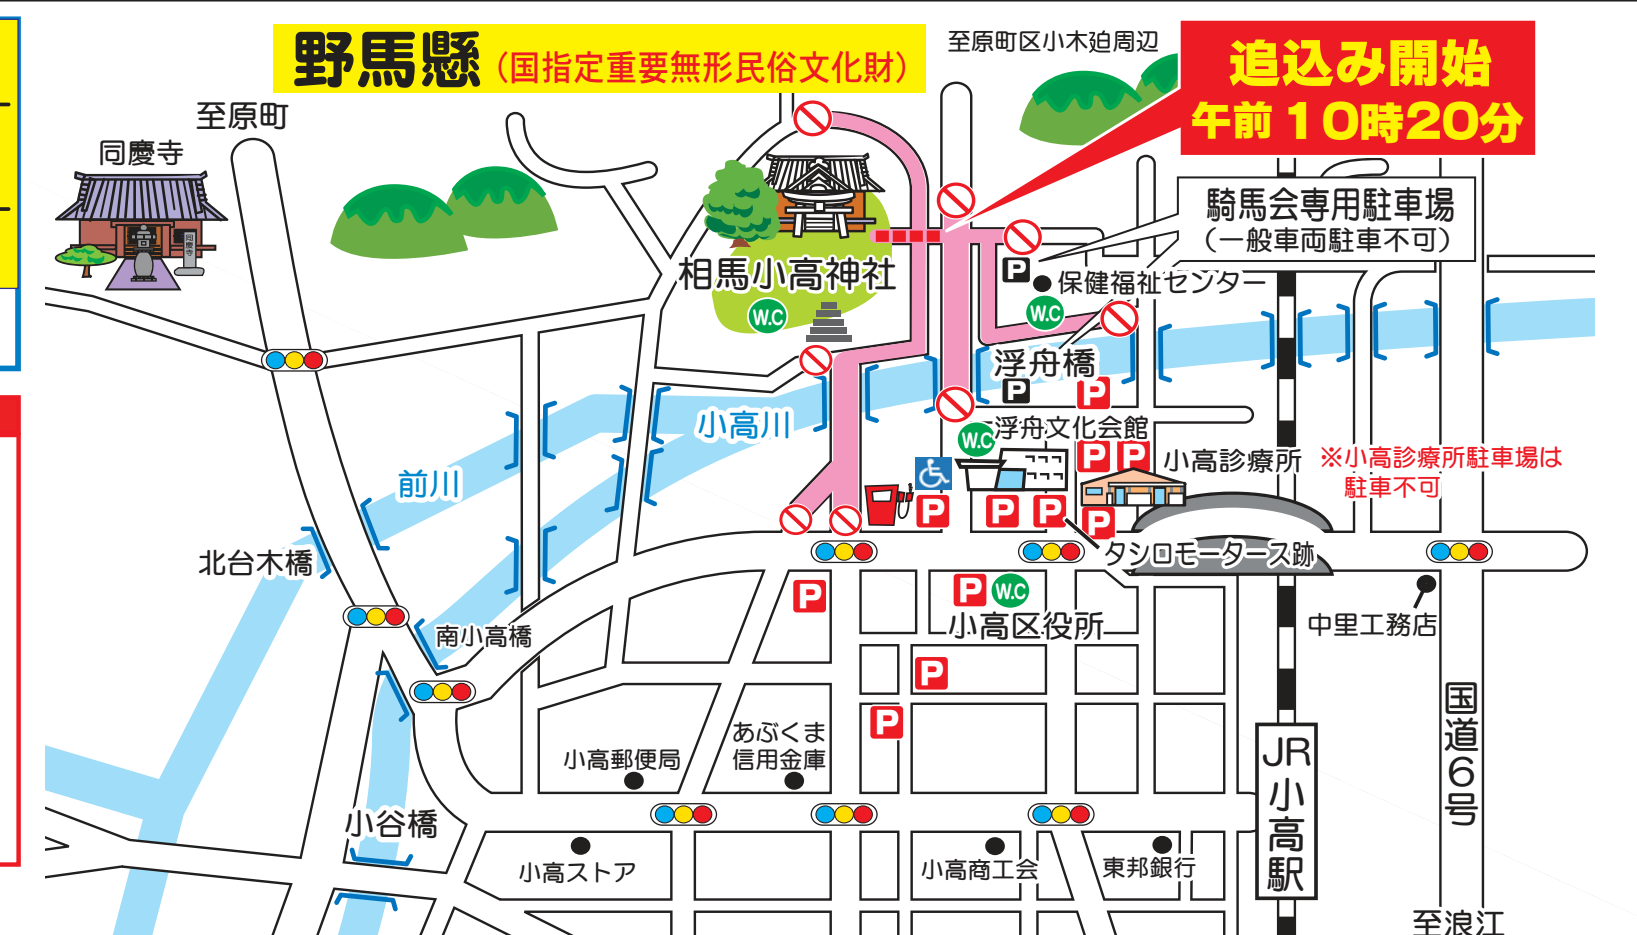 野馬懸（国指定重要無形民俗文化財）
至原町区小木廹周辺
追込み開始
午前10時20分
至原町
同慶寺
同慶寺
騎馬会専用駐車場
（一般車両駐車不可）
相馬小高神社
P
保健福祉センター
W.C
W.C
浮舟橋
P
P
小高川
浮舟文化会館
W.C
P
P
小高診療所
※小高診療所駐車場は
駐車不可
前川
P
P
P
P
北台木橋
タシロモータース跡
P
P
W.C
小高区役所
中里工務店
南小高橋
P
P
国道6号
あぶくま
信用金庫
小高郵便局
JR小高駅
小谷橋
小高ストア
小高商工会
東邦銀行
至浪江